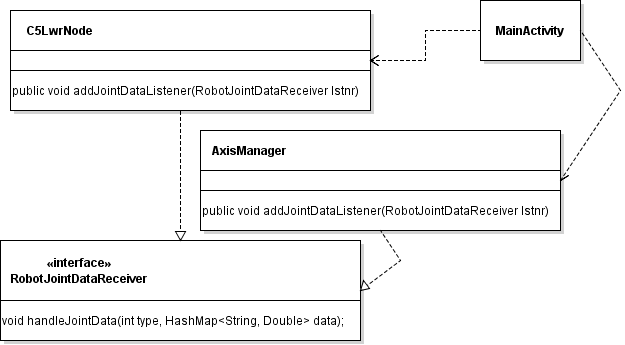 C5LwrNode
MainActivity
public void addJointDataListener(RobotJointDataReceiver lstnr)
AxisManager
public void addJointDataListener(RobotJointDataReceiver lstnr)
«interface»
RobotJointDataReceiver
void handleJointData(int type, HashMap<String, Double> data);